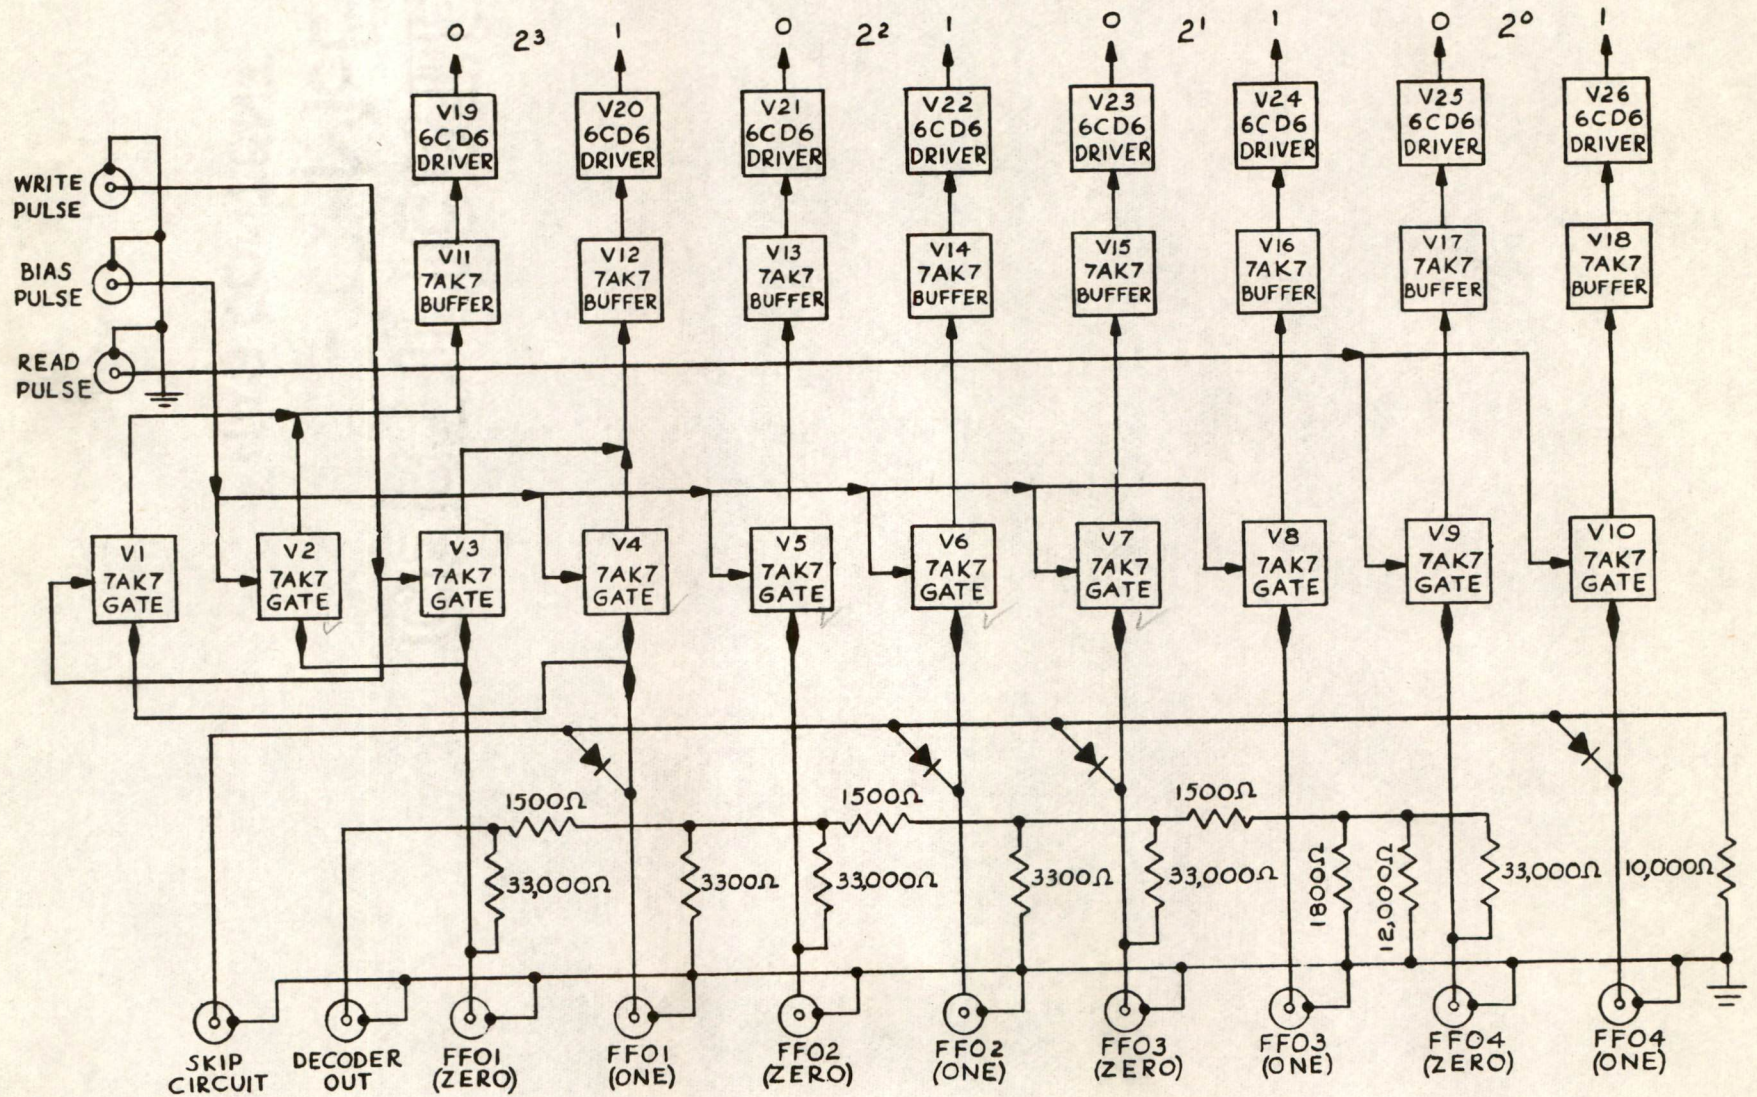 0 2³ 1 0 2² 1 0 2¹ 1 0 2⁰ 1
V19
6CD6
DRIVER
V20
6CD6
DRIVER
V21
6CD6
DRIVER
V22
6CD6
DRIVER
V23
6CD6
DRIVER
V24
6CD6
DRIVER
V25
6CD6
DRIVER
V26
6CD6
DRIVER
WRITE
PULSE
BIAS
PULSE
READ
PULSE
V11
7AK7
BUFFER
V12
7AK7
BUFFER
V13
7AK7
BUFFER
V14
7AK7
BUFFER
V15
7AK7
BUFFER
V16
7AK7
BUFFER
V17
7AK7
BUFFER
V18
7AK7
BUFFER
V1
7AK7
GATE
V2
7AK7
GATE
V3
7AK7
GATE
V4
7AK7
GATE
V5
7AK7
GATE
V6
7AK7
GATE
V7
7AK7
GATE
V8
7AK7
GATE
V9
7AK7
GATE
V10
7AK7
GATE
1500Ω
1500Ω
1500Ω
33,000Ω
3300Ω
33,000Ω
3300Ω
33,000Ω
1800Ω
12,000Ω
33,000Ω
10,000Ω
SKIP
CIRCUIT
DECODER
OUT
FF01
(ZERO)
FF01
(ONE)
FF02
(ZERO)
FF02
(ONE)
FF03
(ZERO)
FF03
(ONE)
FF04
(ZERO)
FF04
(ONE)